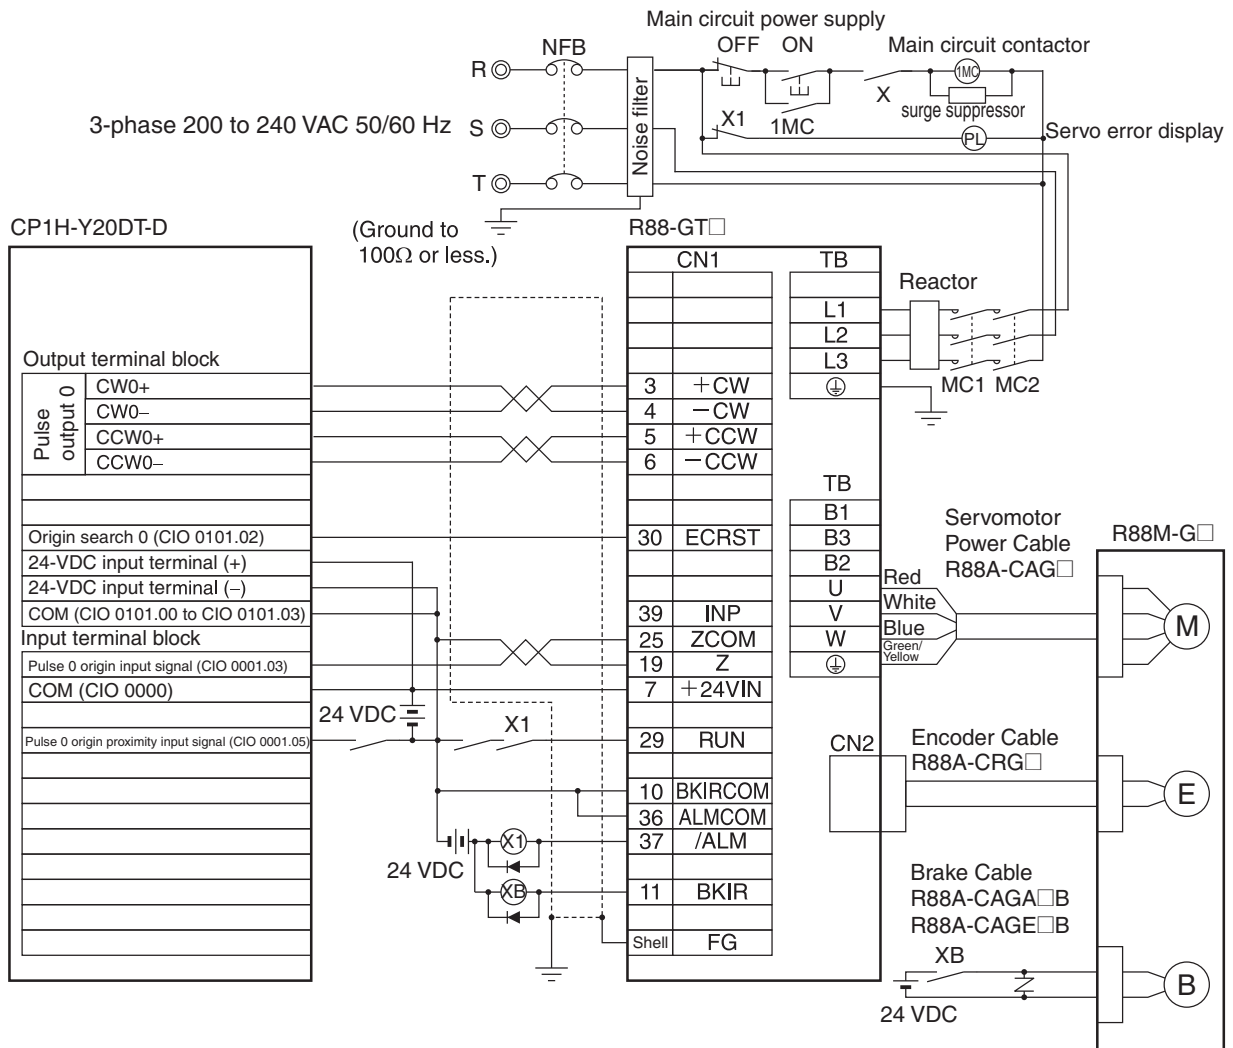 Main circuit power supply
OFF ON
Main circuit contactor
NFB
R
1MC
X
surge suppressor
Noise filter
X1
1MC
3-phase 200 to 240 VAC 50/60 Hz
S
PL
Servo error display
T
CP1H-Y20DT-D
(Ground to
100Ω or less.)
R88-GT□
CN1
TB
Reactor
L1
L2
L3
MC1 MC2
Output terminal block
Pulse
output 0
CW0+
CW0−
CCW0+
CCW0−
3 +CW
4 −CW
5 +CCW
6 −CCW
TB
B1
B3
B2
U
V
W
Origin search 0 (CIO 0101.02)
24-VDC input terminal (+)
24-VDC input terminal (−)
COM (CIO 0101.00 to CIO 0101.03)
Input terminal block
Pulse 0 origin input signal (CIO 0001.03)
COM (CIO 0000)
Pulse 0 origin proximity input signal (CIO 0001.05)
24 VDC
X1
30 ECRST
39 INP
25 ZCOM
19 Z
7 +24VIN
29 RUN
10 BKIRCOM
36 ALMCOM
37 /ALM
11 BKIR
Shell FG
24 VDC
X1
XB
Red
White
Blue
Green/
Yellow
Servomotor
Power Cable
R88A-CAG□
R88M-G□
M
CN2
Encoder Cable
R88A-CRG□
E
Brake Cable
R88A-CAGA□B
R88A-CAGE□B
XB
24 VDC
B